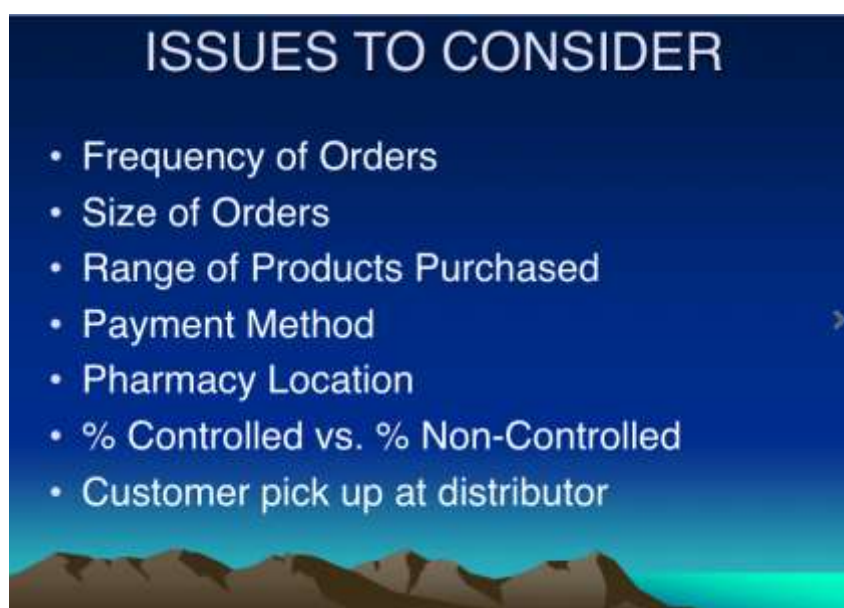 ISSUES TO CONSIDER
• Frequency of Orders
• Size of Orders
• Range of Products Purchased
• Payment Method
• Pharmacy Location
• % Controlled vs. % Non-Controlled
• Customer pick up at distributor